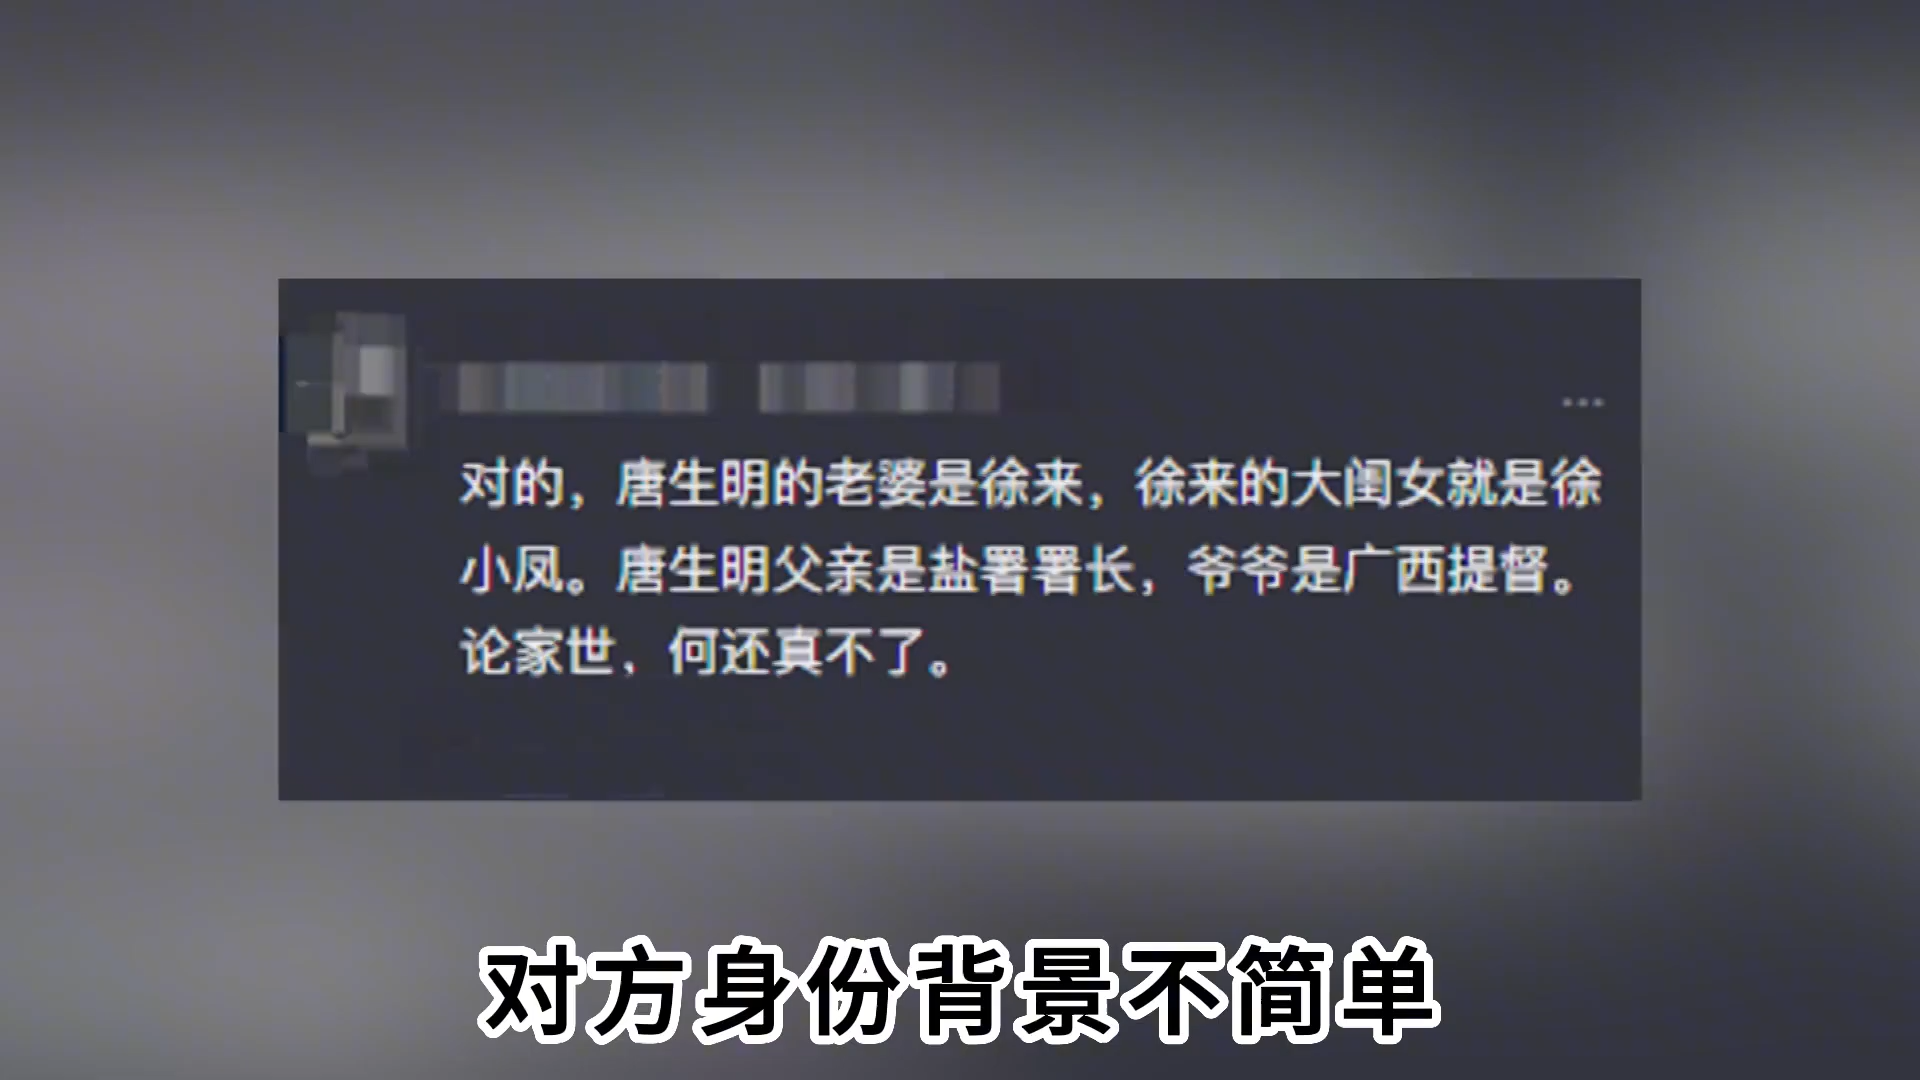 对的，唐生明的老婆是徐来，徐来的大闺女就是徐
小凤。唐生明父亲是盐署署长，爷爷是广西提督。
论家世，何还真不了。
对方身份背景不简单